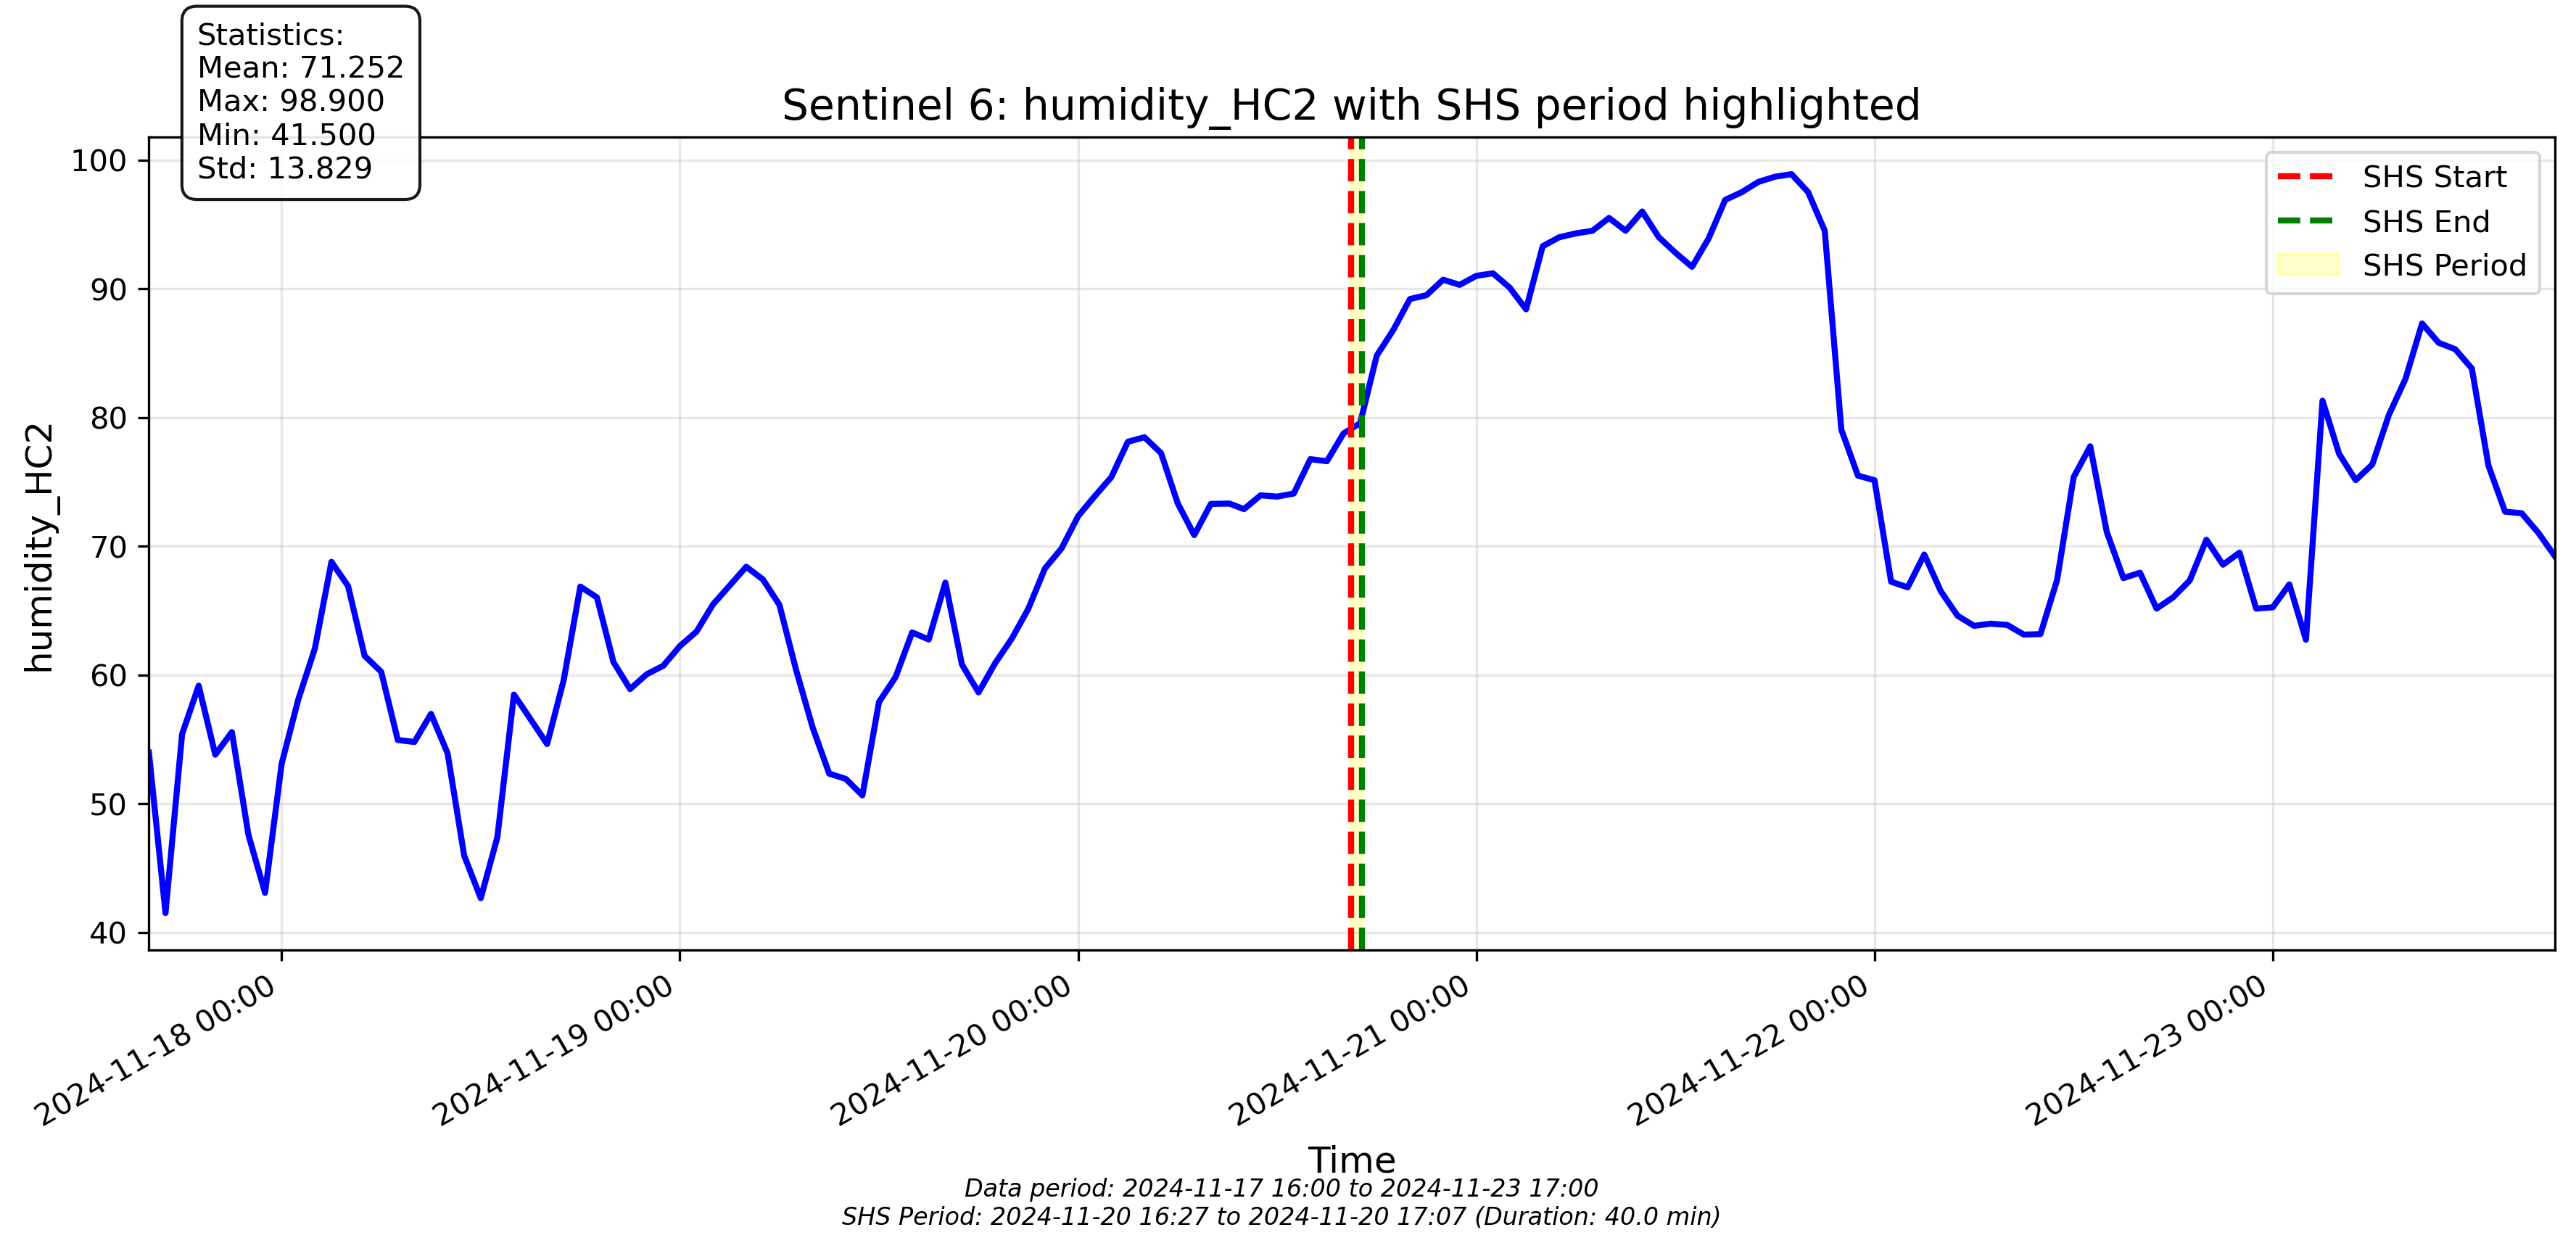 Statistics:
Mean: 71.252
Max: 98.900
Min: 41.500
Std: 13.829
Sentinel 6: humidity_HC2 with SHS period highlighted
SHS Start
SHS End
SHS Period
humidity_HC2
100
90
80
70
60
50
40
2024-11-18 00:00
2024-11-19 00:00
2024-11-20 00:00
2024-11-21 00:00
2024-11-22 00:00
2024-11-23 00:00
Time
Data period: 2024-11-17 16:00 to 2024-11-23 17:00
SHS Period: 2024-11-20 16:27 to 2024-11-20 17:07 (Duration: 40.0 min)